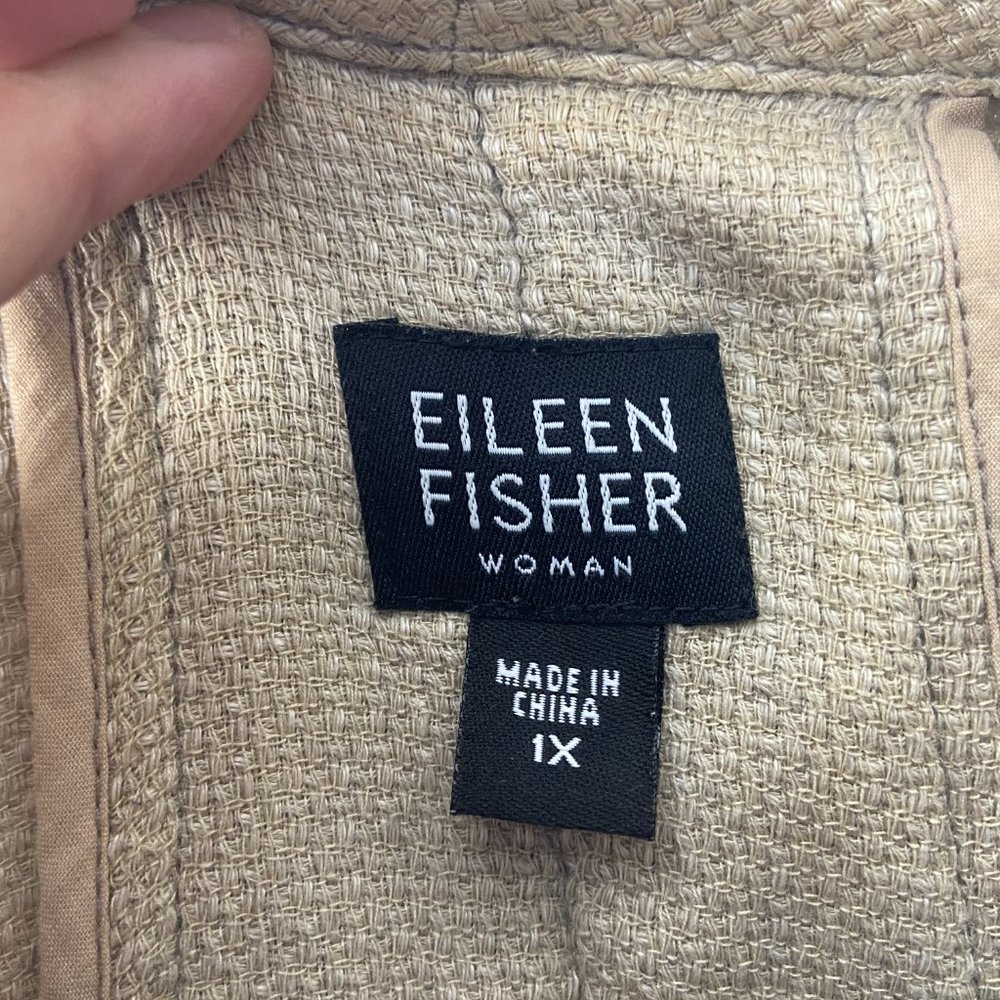 EILEEN
FISHER
WOMAN
MADE IN
CHINA
1X